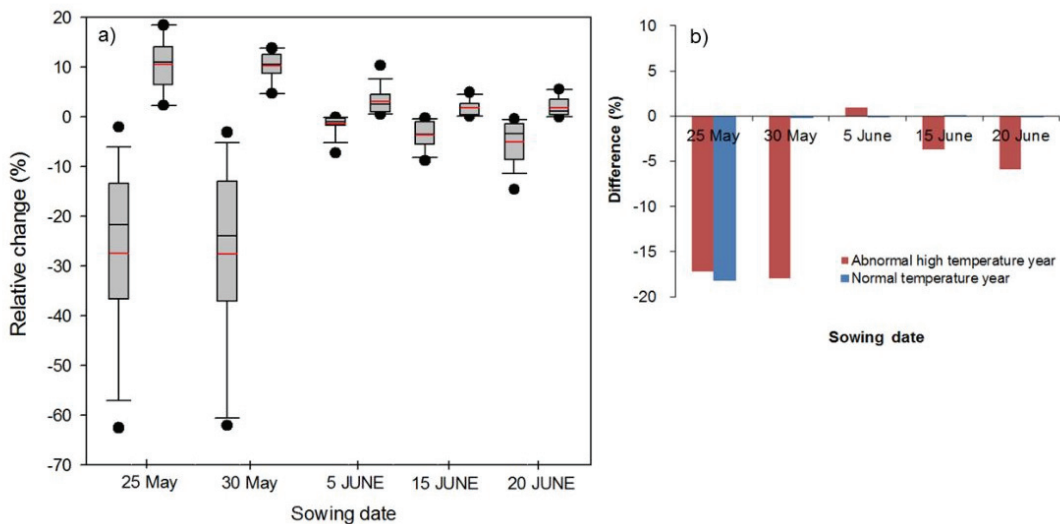 a)
20
10
0
-10
-20
-30
-40
-50
-60
-70
Relative change (%)
25 May 30 May 5 JUNE 15 JUNE 20 JUNE
Sowing date
b)
10
5
0
-5
-10
-15
-20
Difference (%)
25 May 30 May 5 June 15 June 20 June
Abnormal high temperature year
Normal temperature year
Sowing date